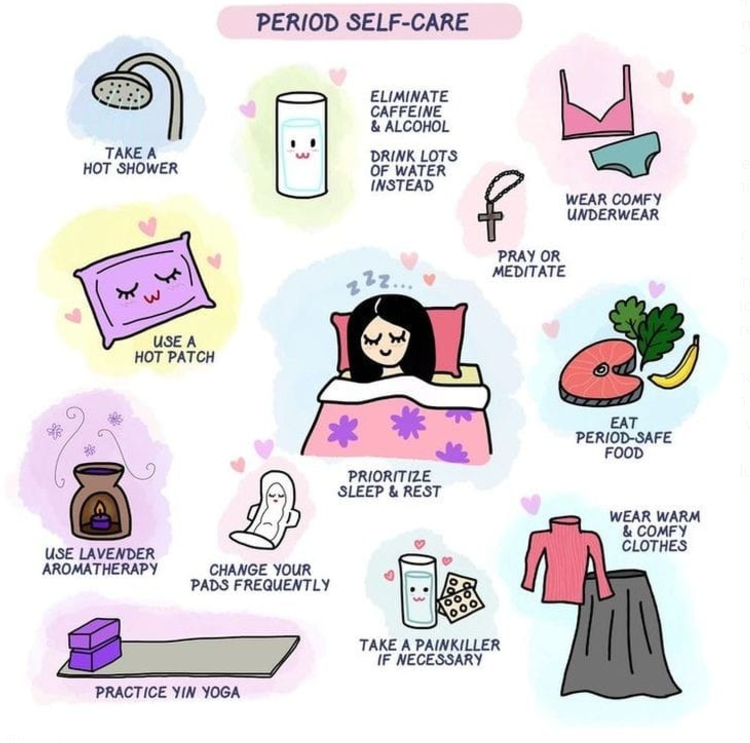 PERIOD SELF-CARE
TAKE A
HOT SHOWER
ELIMINATE
CAFFEINE
& ALCOHOL
DRINK LOTS
OF WATER
INSTEAD
WEAR COMFY
UNDERWEAR
PRAY OR
MEDITATE
USE A
HOT PATCH
zzz...
PRIORITIZE
SLEEP & REST
EAT
PERIOD-SAFE
FOOD
USE LAVENDER
AROMATHERAPY
CHANGE YOUR
PADS FREQUENTLY
TAKE A PAINKILLER
IF NECESSARY
WEAR WARM
& COMFY
CLOTHES
PRACTICE YIN YOGA